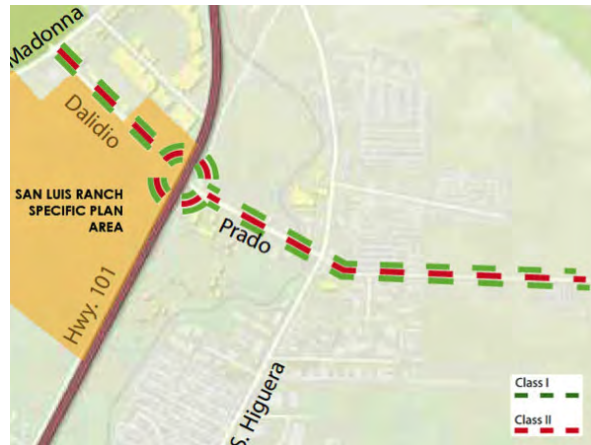 Madonna
Dalidio
SAN LUIS RANCH
SPECIFIC PLAN
AREA
Prado
Hwy. 101
S. Higuera
Class I
Class II